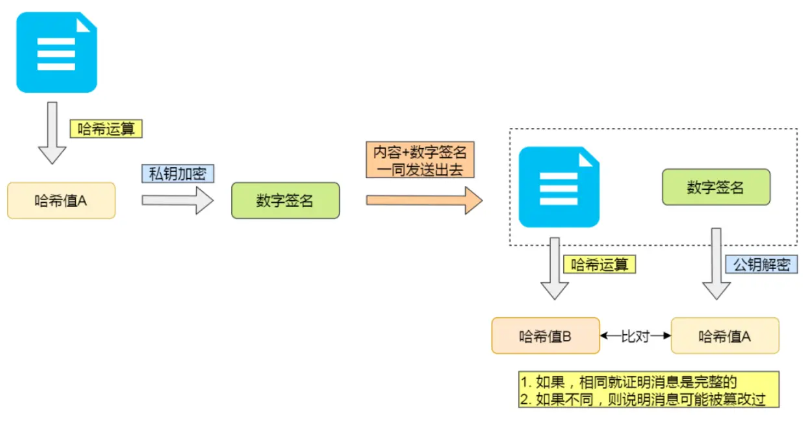 哈希运算
哈希值A
私钥加密
数字签名
内容+数字签名
一同发送出去
数字签名
哈希运算
公钥解密
哈希值B
比对
哈希值A
1. 如果，相同就证明消息是完整的
2. 如果不同，则说明消息可能被篡改过